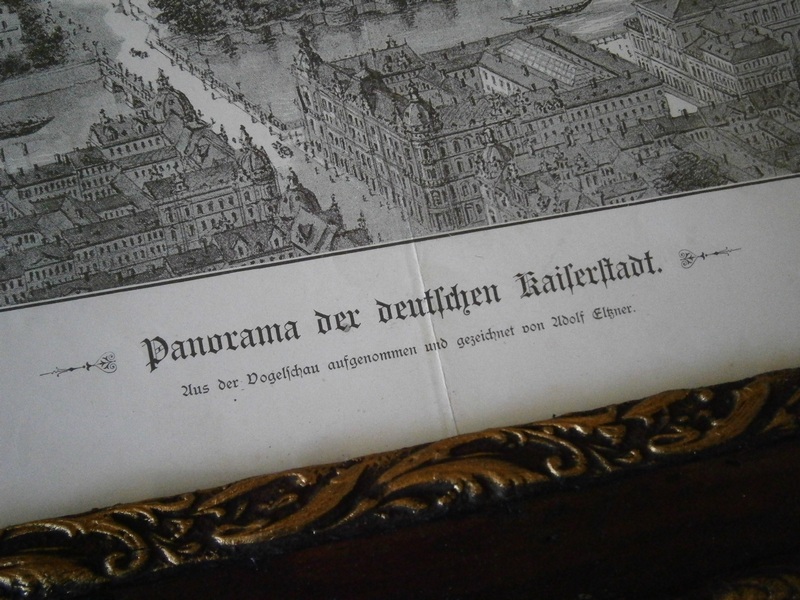 Panorama der deutschen Kaiserstadt.
Aus der Vogelschau aufgenommen und gezeichnet von Adolf Eltzner.